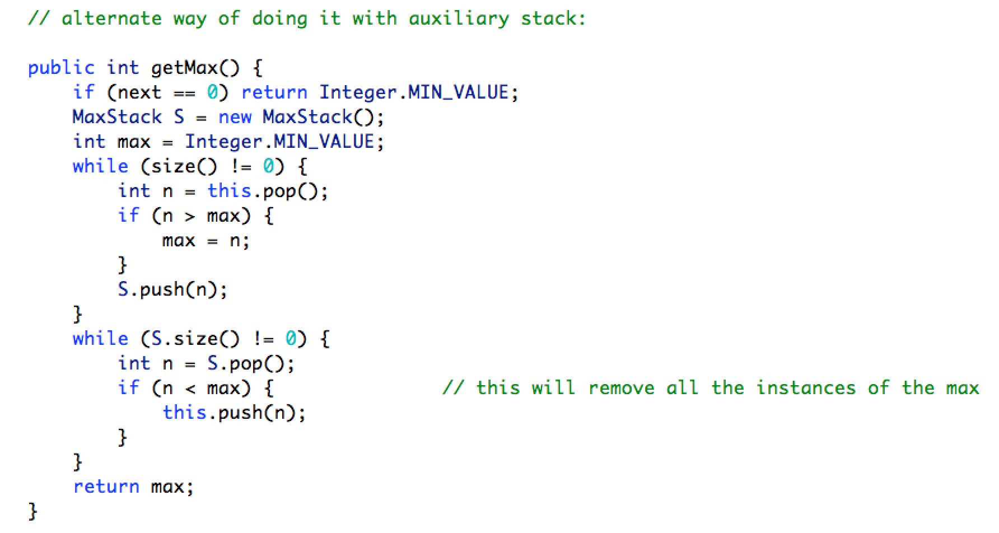 // alternate way of doing it with auxiliary stack:
public int getMax() {
    if (next == 0) return Integer.MIN_VALUE;
    MaxStack S = new MaxStack();
    int max = Integer.MIN_VALUE;
    while (size() != 0) {
        int n = this.pop();
        if (n > max) {
            max = n;
        }
        S.push(n);
    }
    while (S.size() != 0) {
        int n = S.pop();
        if (n < max) {               // this will remove all the instances of the max
            this.push(n);
        }
    }
    return max;
}